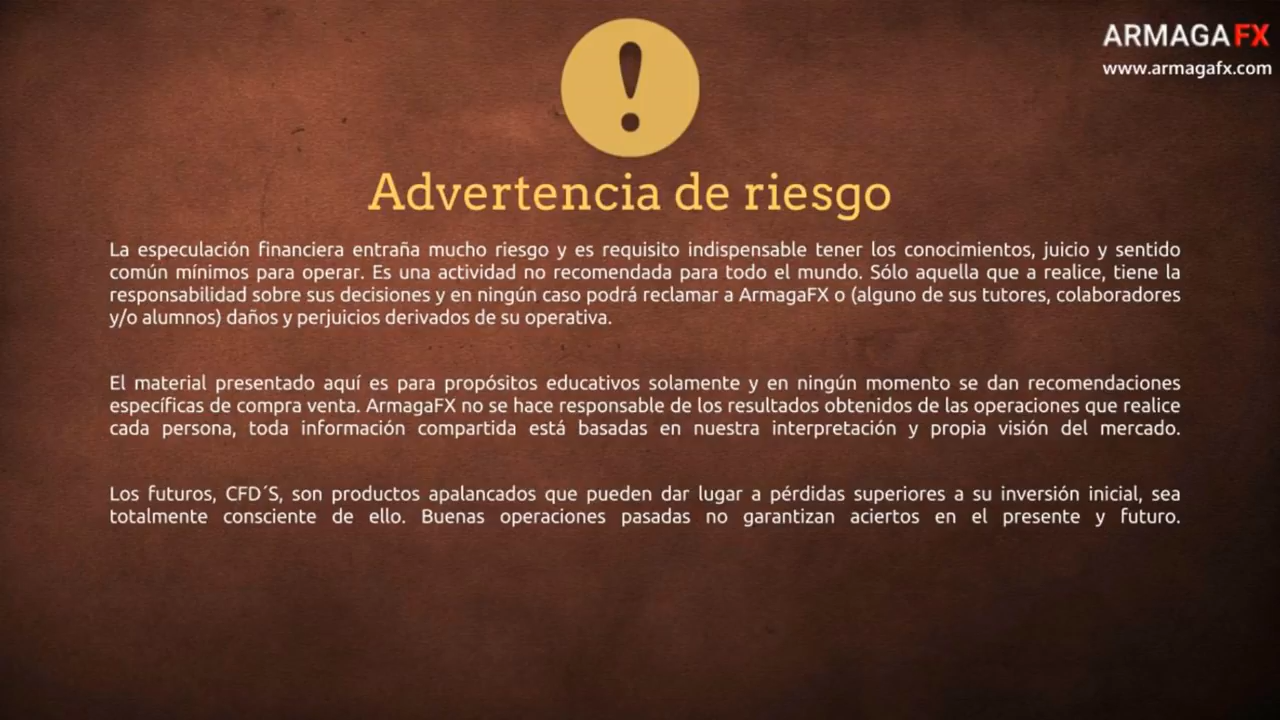 ARMAGAFX
www.armagafx.com
Advertencia de riesgo
La especulación financiera entraña mucho riesgo y es requisito indispensable tener los conocimientos, juicio y sentido
común mínimos para operar. Es una actividad no recomendada para todo el mundo. Sólo aquella que a realice, tiene la
responsabilidad sobre sus decisiones y en ningún caso podrá reclamar a ArmagaFX o (alguno de sus tutores, colaboradores
y/o alumnos) daños y perjuicios derivados de su operativa.
El material presentado aquí es para propósitos educativos solamente y en ningún momento se dan recomendaciones
específicas de compra venta. ArmagaFX no se hace responsable de los resultados obtenidos de las operaciones que realice
cada persona, toda información compartida está basadas en nuestra interpretación y propia visión del mercado.
Los futuros, CFD´S, son productos apalancados que pueden dar lugar a pérdidas superiores a su inversión inicial, sea
totalmente consciente de ello. Buenas operaciones pasadas no garantizan aciertos en el presente y futuro.